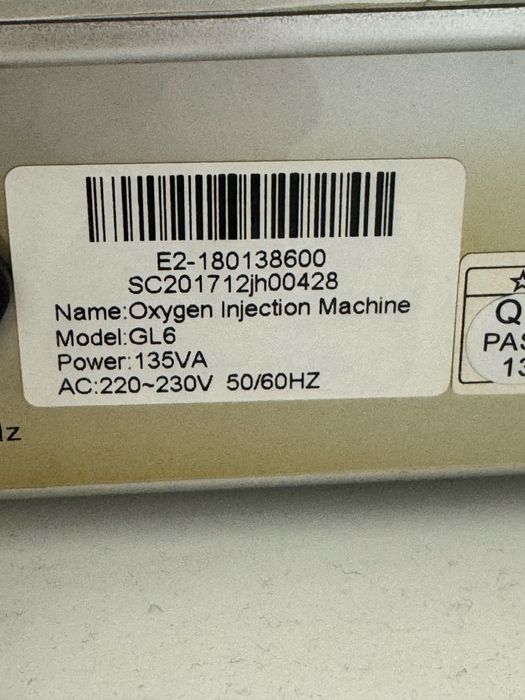 E2-180138600
SC201712jh00428
Name:Oxygen Injection Machine
Model:GL6
Power:135VA
AC:220~230V 50/60HZ